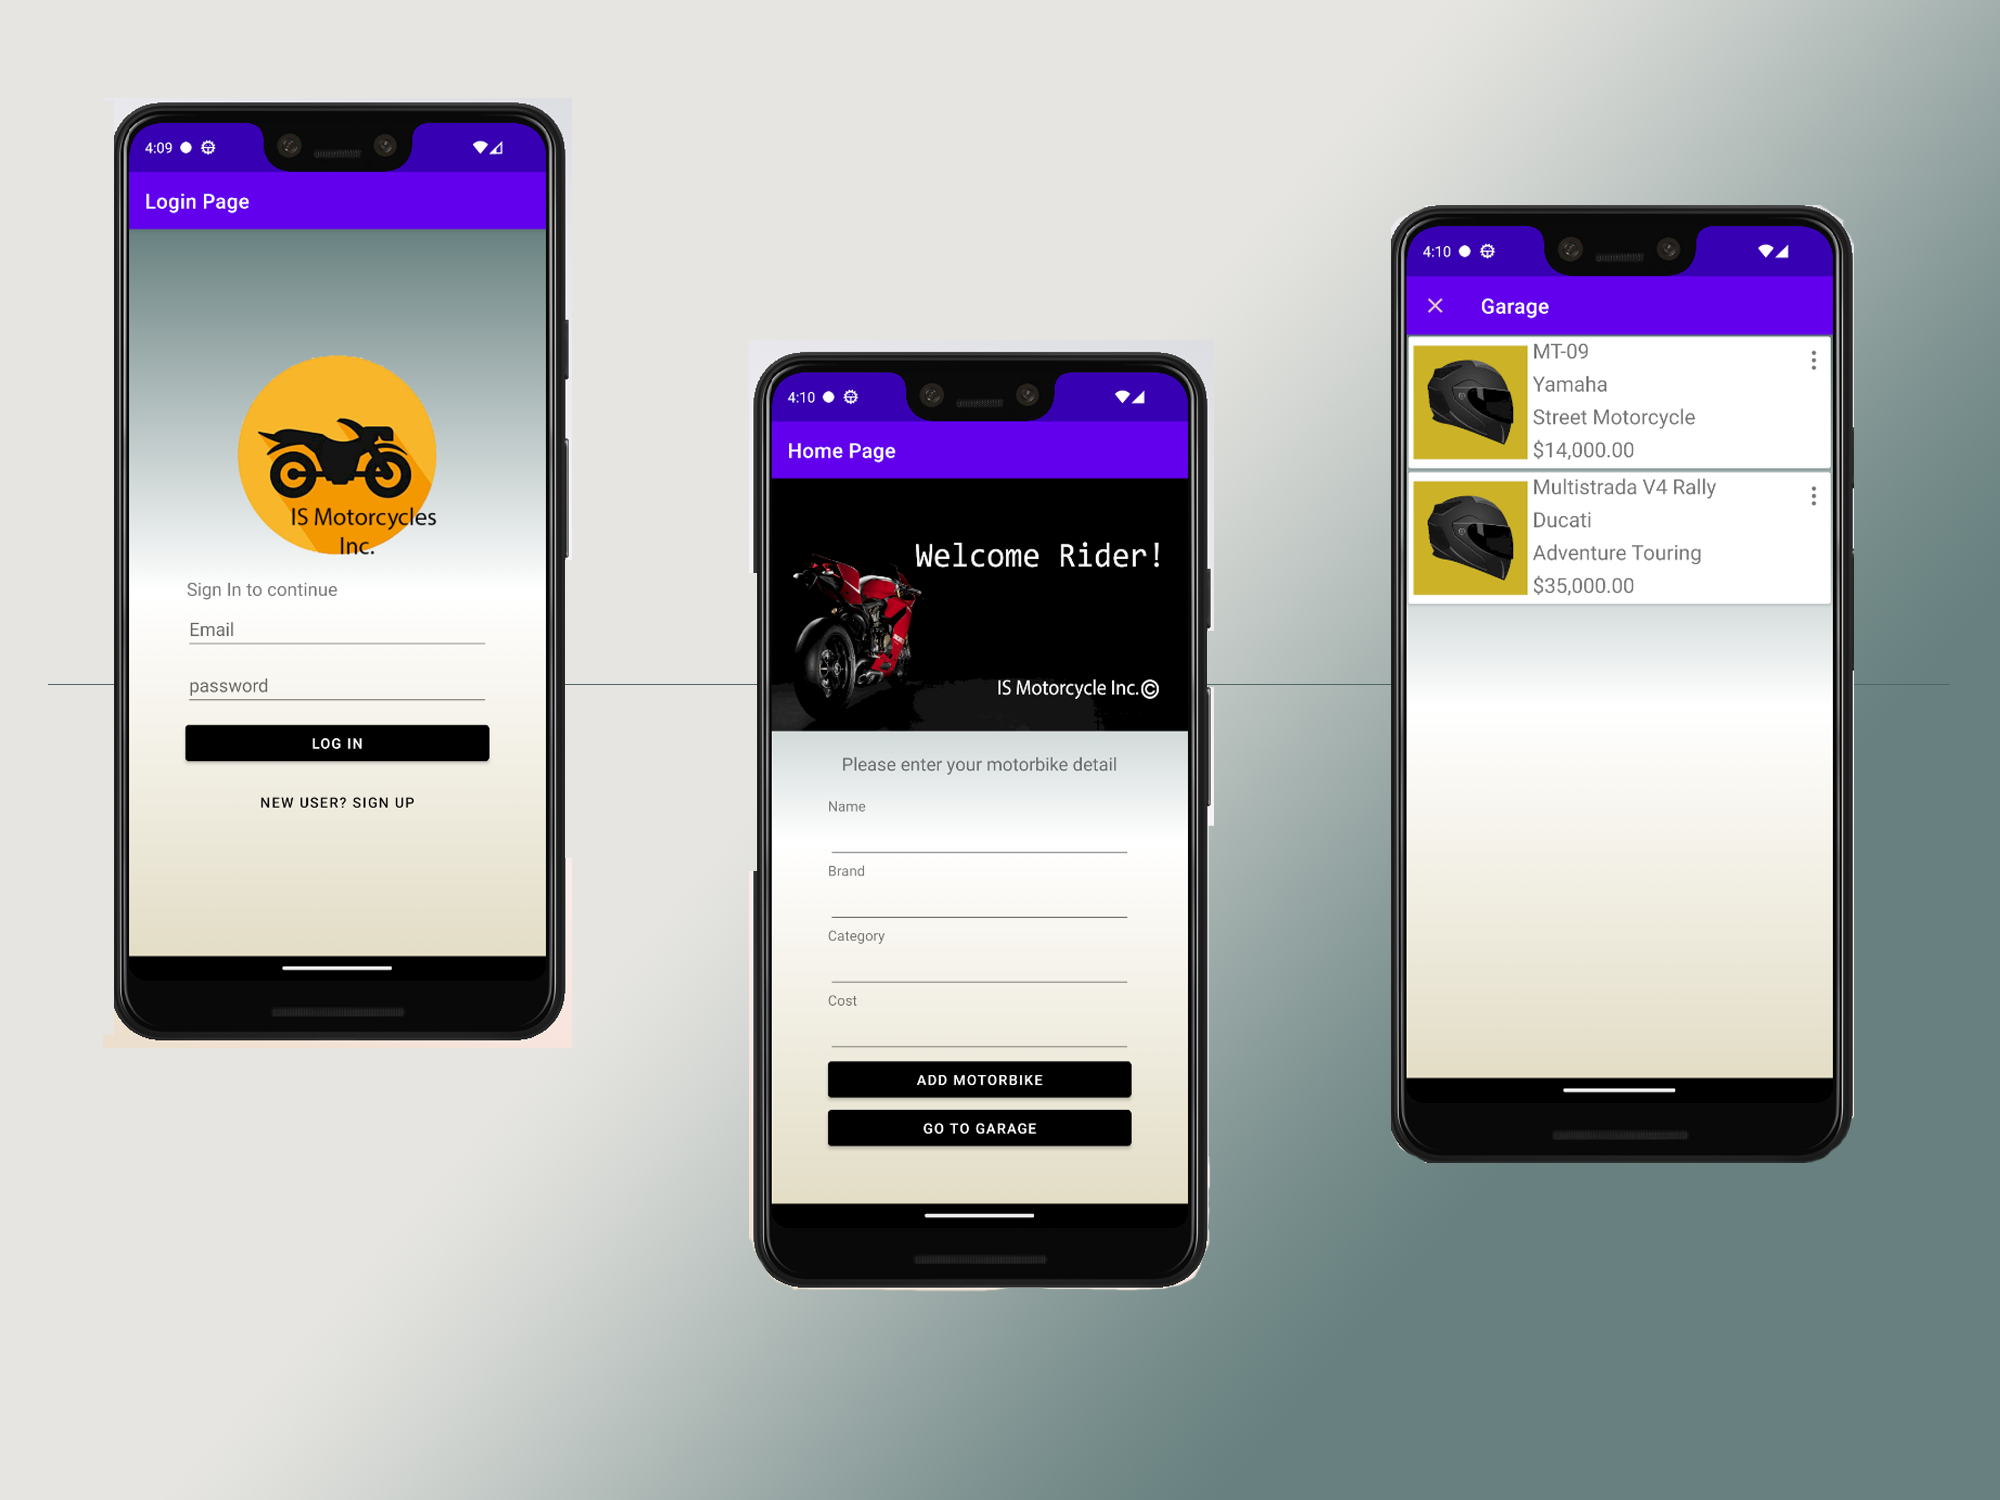 4:09
Login Page
IS Motorcycles
Inc.
Sign In to continue
Email
password
LOG IN
NEW USER? SIGN UP
4:10
Home Page
Welcome Rider!
IS Motorcycle Inc.©
Please enter your motorbike detail
Name
Brand
Category
Cost
ADD MOTORBIKE
GO TO GARAGE
4:10
Garage
MT-09
Yamaha
Street Motorcycle
$14,000.00
Multistrada V4 Rally
Ducati
Adventure Touring
$35,000.00